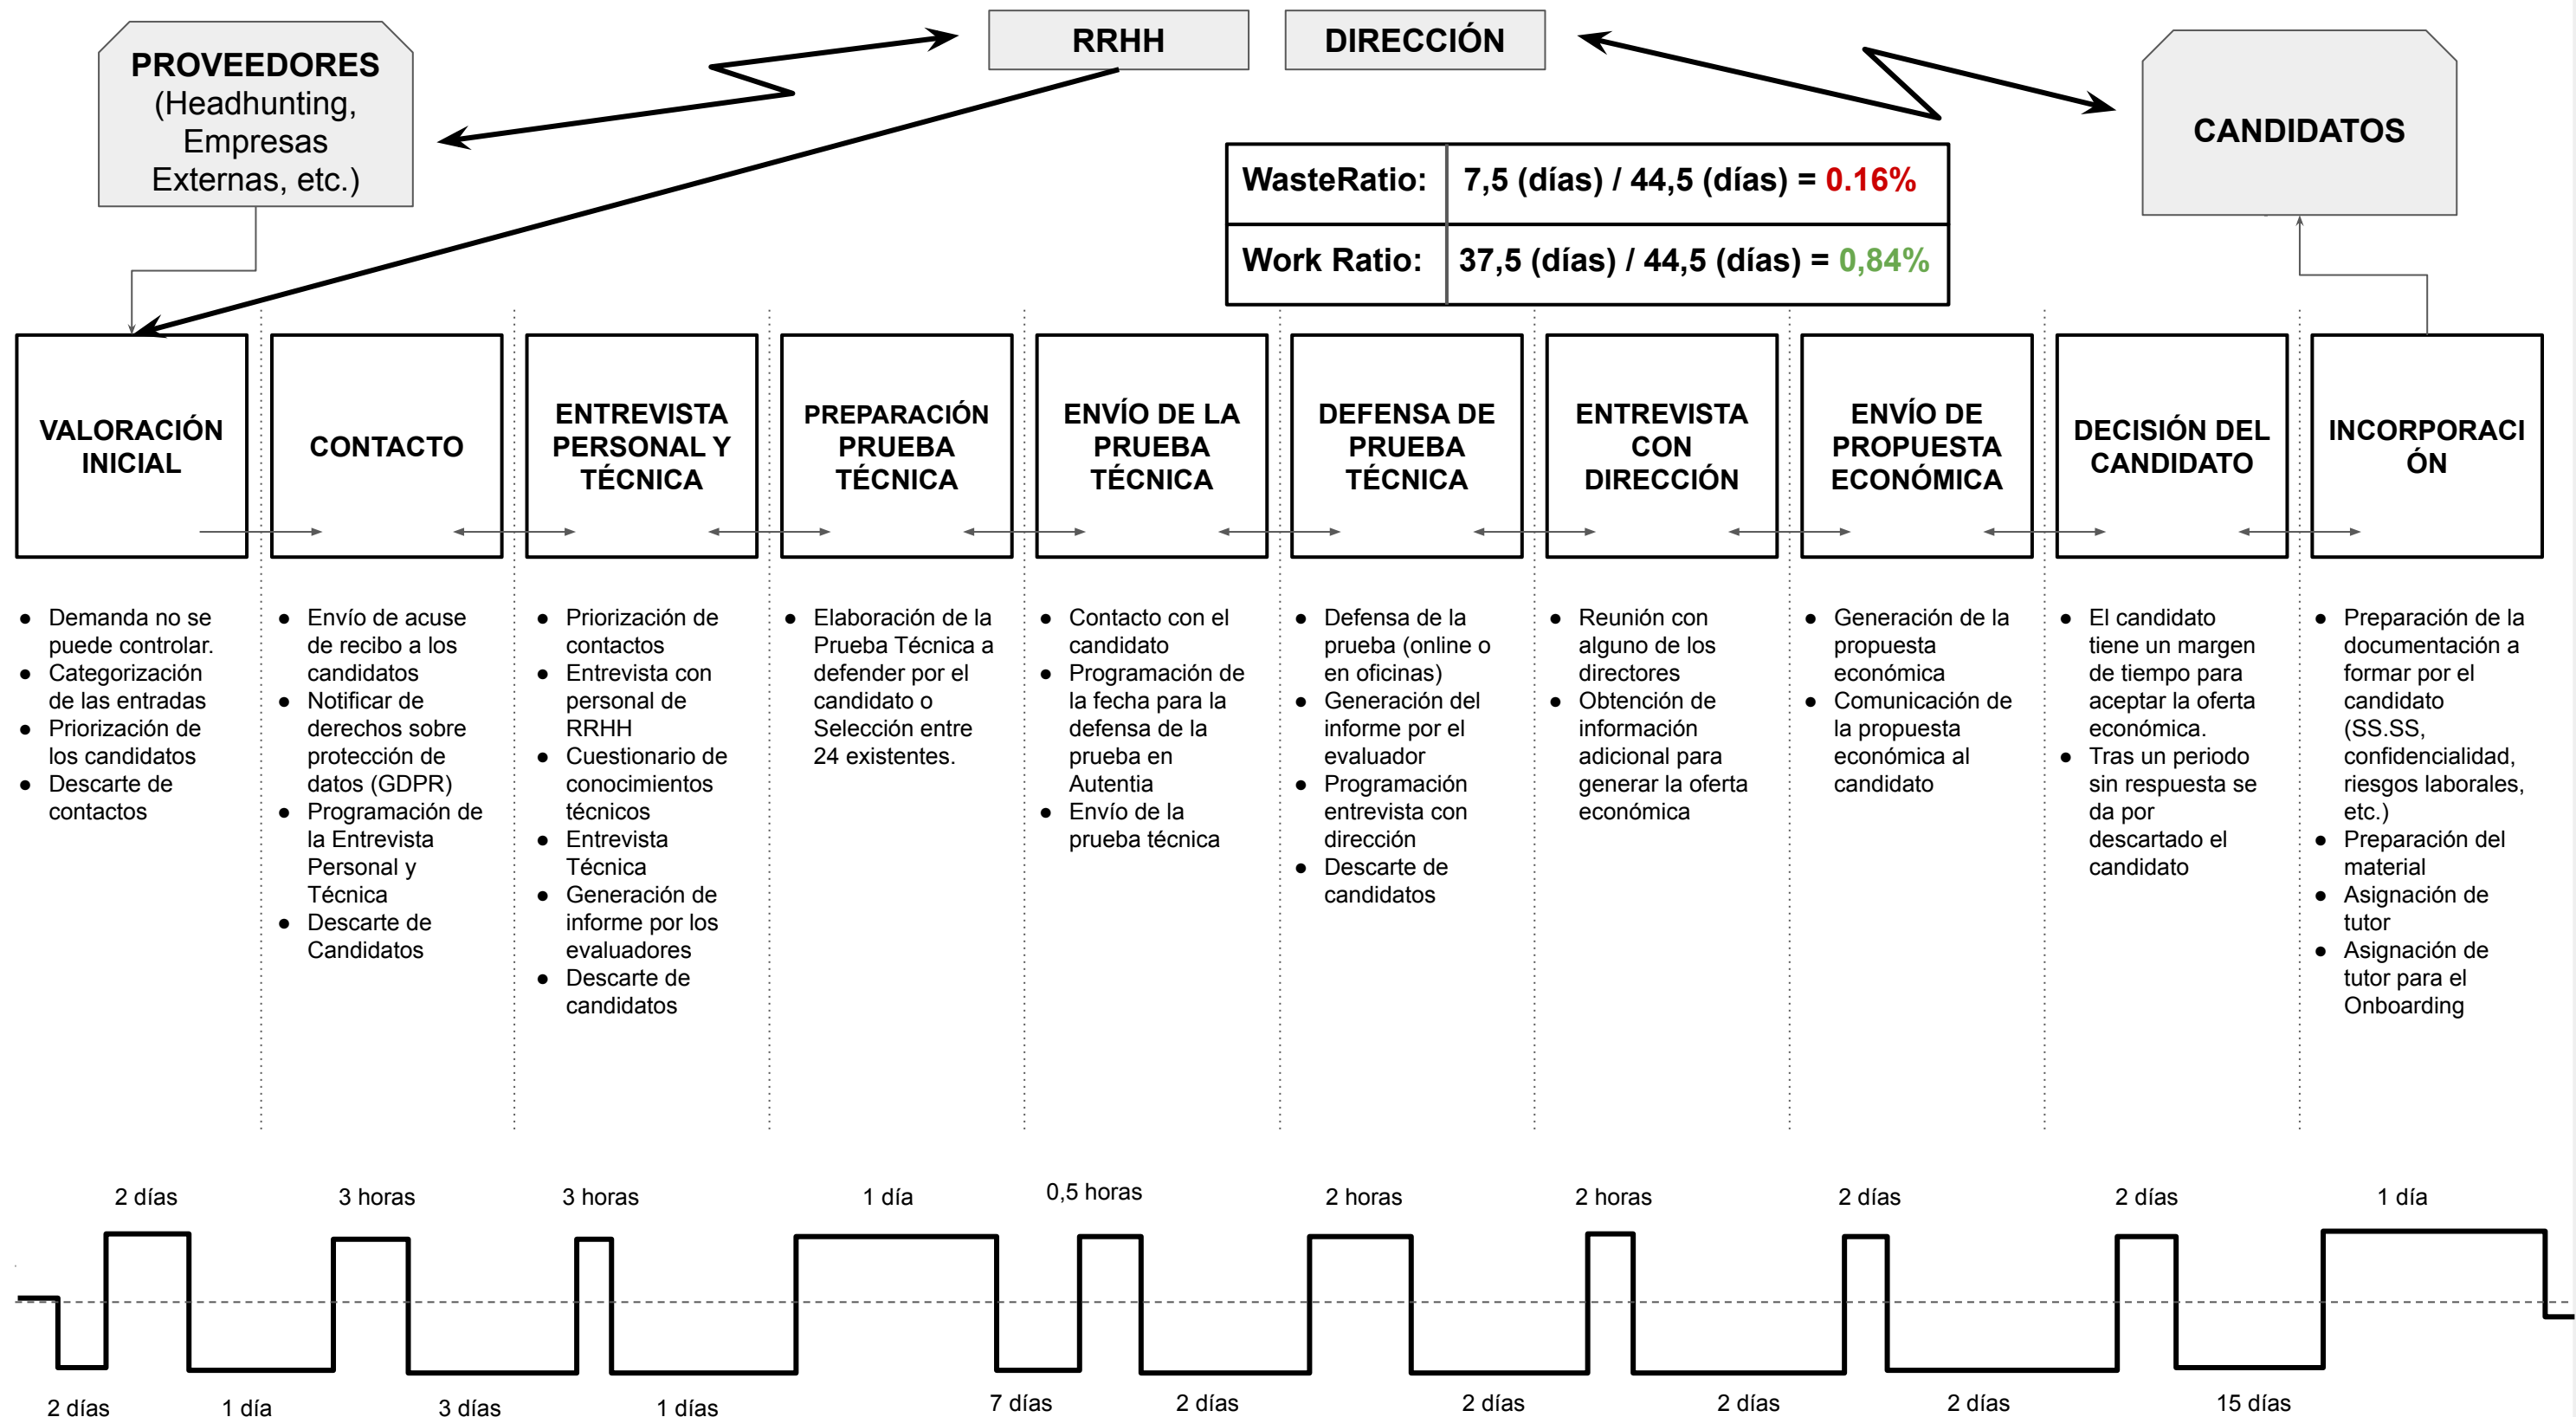 PROVEEDORES
(Headhunting,
Empresas
Externas, etc.)
RRHH
DIRECCIÓN
CANDIDATOS
WasteRatio: 7,5 (días) / 44,5 (días) = 0.16%
Work Ratio: 37,5 (días) / 44,5 (días) = 0,84%
VALORACIÓN
INICIAL
CONTACTO
ENTREVISTA
PERSONAL Y
TÉCNICA
PREPARACIÓN
PRUEBA
TÉCNICA
ENVÍO DE LA
PRUEBA
TÉCNICA
DEFENSA DE
PRUEBA
TÉCNICA
ENTREVISTA
CON
DIRECCIÓN
ENVÍO DE
PROPUESTA
ECONÓMICA
DECISIÓN DEL
CANDIDATO
INCORPORACI
ÓN
● Demanda no se
puede controlar.
● Categorización
de las entradas
● Priorización de
los candidatos
● Descarte de
contactos
● Envío de acuse
de recibo a los
candidatos
● Notificar de
derechos sobre
protección de
datos (GDPR)
● Programación de
la Entrevista
Personal y
Técnica
● Descarte de
Candidatos
● Priorización de
contactos
● Entrevista con
personal de
RRHH
● Cuestionario de
conocimientos
técnicos
● Entrevista
Técnica
● Generación de
informe por los
evaluadores
● Descarte de
candidatos
● Elaboración de la
Prueba Técnica a
defender por el
candidato o
Selección entre
24 existentes.
● Contacto con el
candidato
● Programación de
la fecha para la
defensa de la
prueba en
Autentia
● Envío de la
prueba técnica
● Defensa de la
prueba (online o
en oficinas)
● Generación del
informe por el
evaluador
● Programación
entrevista con
dirección
● Descarte de
candidatos
● Reunión con
alguno de los
directores
● Obtención de
información
adicional para
generar la oferta
económica
● Generación de la
propuesta
económica
● Comunicación de
la propuesta
económica al
candidato
● El candidato
tiene un margen
de tiempo para
aceptar la oferta
económica.
● Tras un periodo
sin respuesta se
da por
descartado el
candidato
● Preparación de la
documentación a
formar por el
candidato
(SS.SS,
confidencialidad,
riesgos laborales,
etc.)
● Preparación del
material
● Asignación de
tutor
● Asignación de
tutor para el
Onboarding
2 días
3 horas
3 horas
1 día
0,5 horas
2 horas
2 horas
2 días
2 días
1 día
2 días
1 día
3 días
1 días
7 días
2 días
2 días
2 días
2 días
15 días